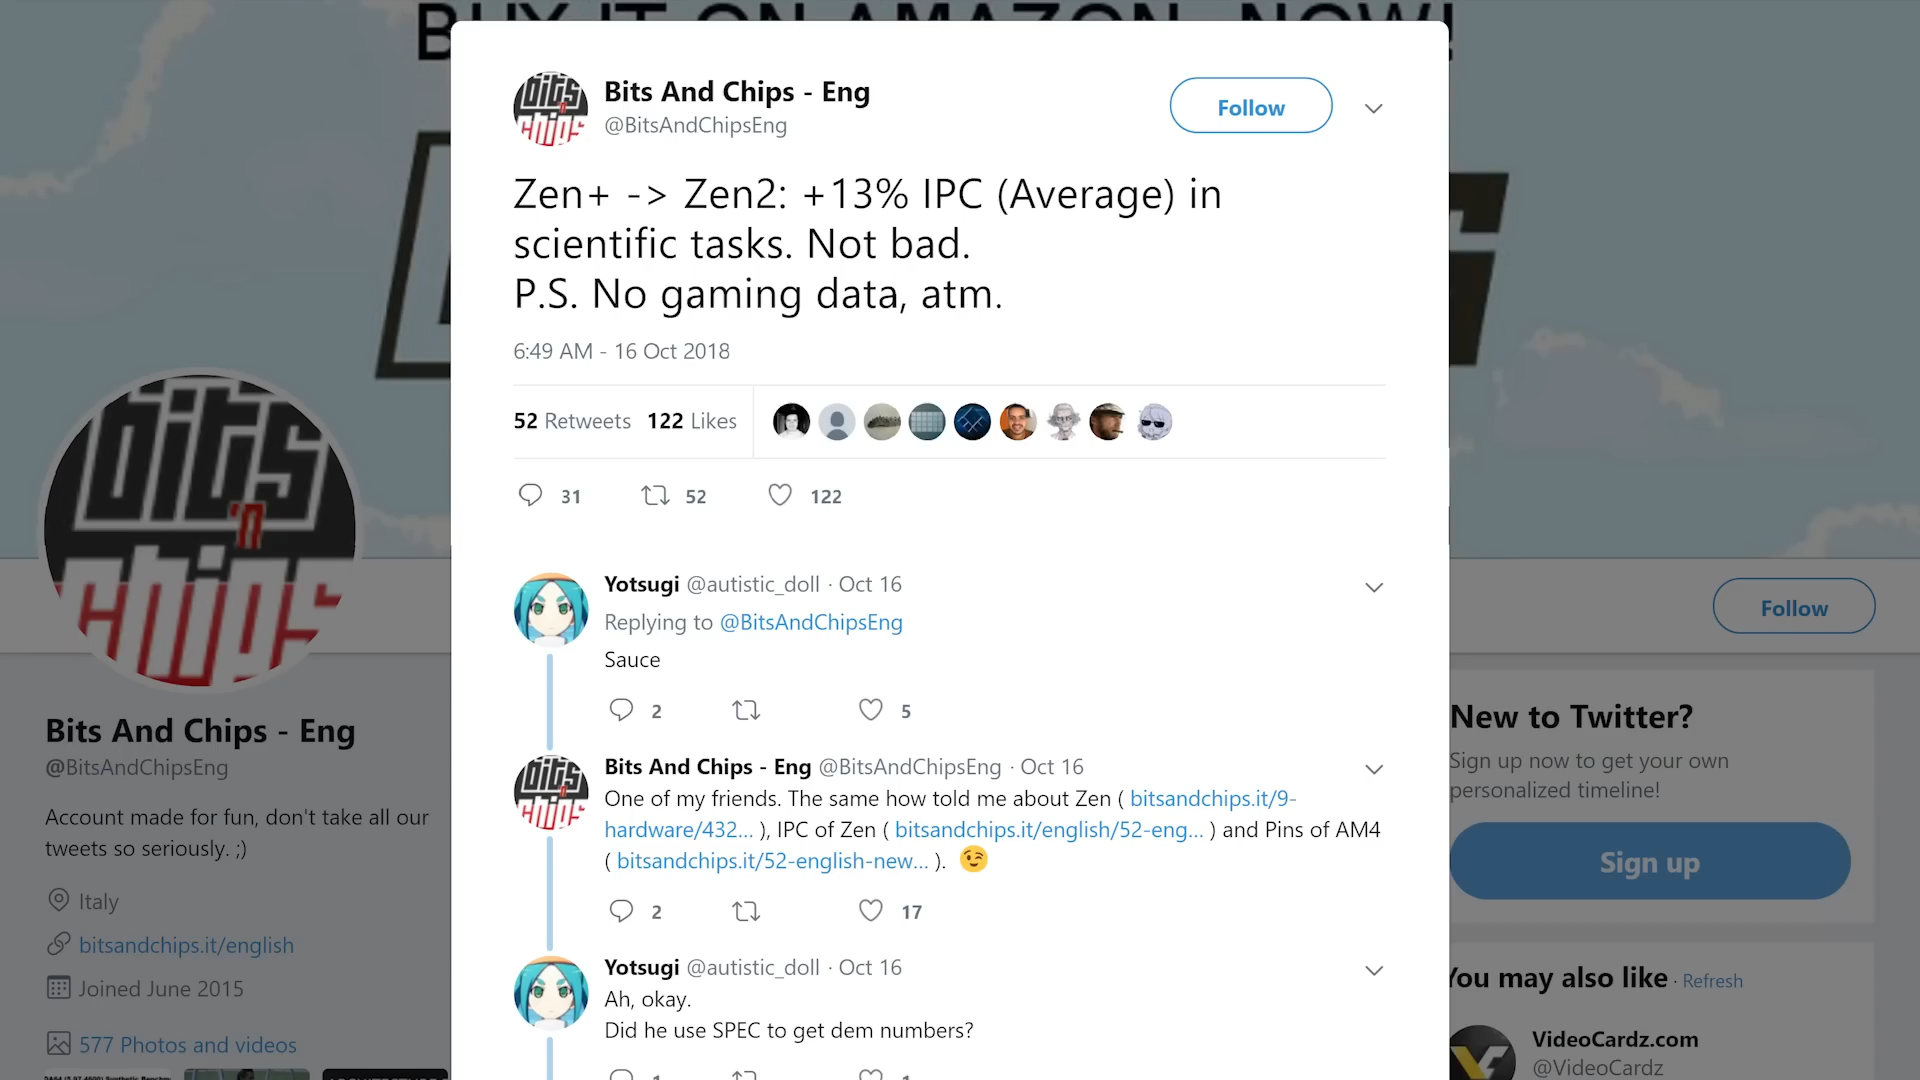 BUY IT ON AMAZON NOW!
Bits And Chips - Eng
@BitsAndChipsEng
Follow
Zen+ -> Zen2: +13% IPC (Average) in
scientific tasks. Not bad.
P.S. No gaming data, atm.
6:49 AM - 16 Oct 2018
52 Retweets 122 Likes
31 52 122
Yotsugi @autistic_doll · Oct 16
Replying to @BitsAndChipsEng
Sauce
2 5
Bits And Chips - Eng @BitsAndChipsEng · Oct 16
One of my friends. The same how told me about Zen ( bitsandchips.it/9-
hardware/432... ), IPC of Zen ( bitsandchips.it/english/52-eng... ) and Pins of AM4
( bitsandchips.it/52-english-new... ). 😉
2 17
Yotsugi @autistic_doll · Oct 16
Ah, okay.
Did he use SPEC to get dem numbers?
bits
'n
chips
Bits And Chips - Eng
@BitsAndChipsEng
Account made for fun, don't take all our
tweets so seriously. ;)
Italy
bitsandchips.it/english
Joined June 2015
577 Photos and videos
Follow
New to Twitter?
Sign up now to get your own
personalized timeline!
Sign up
You may also like · Refresh
VideoCardz.com
@VideoCardz